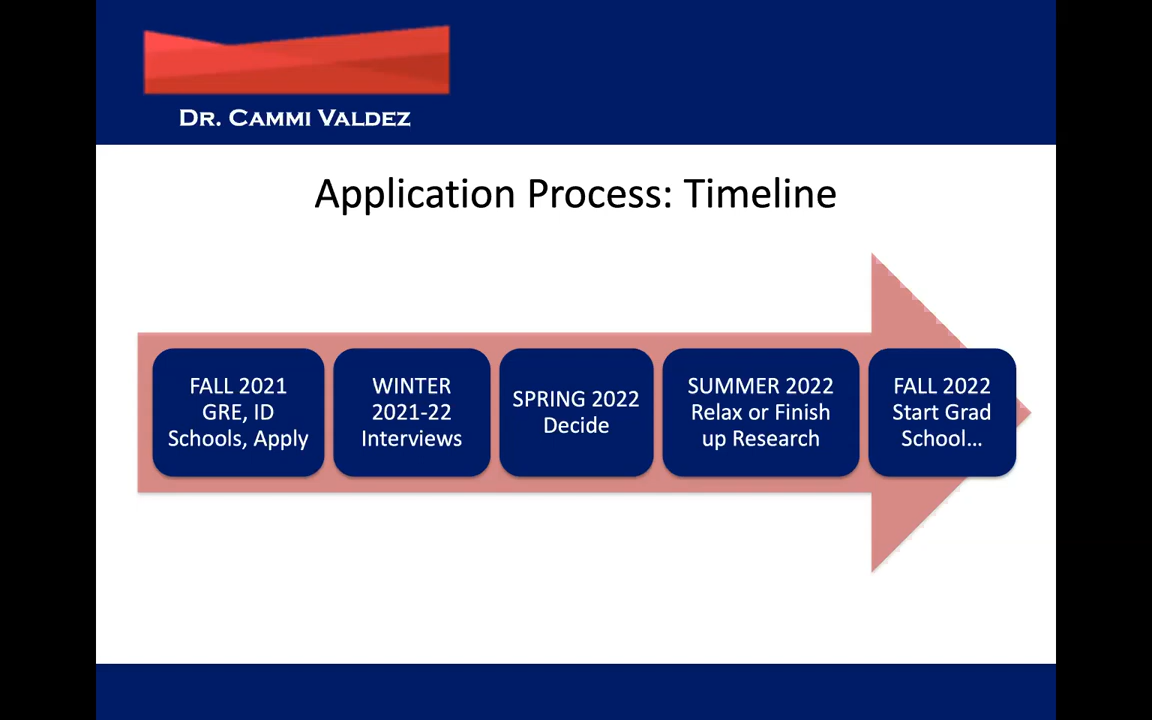 DR. CAMMI VALDEZ
Application Process: Timeline
FALL 2021
GRE, ID
Schools, Apply
WINTER
2021-22
Interviews
SPRING 2022
Decide
SUMMER 2022
Relax or Finish
up Research
FALL 2022
Start Grad
School...